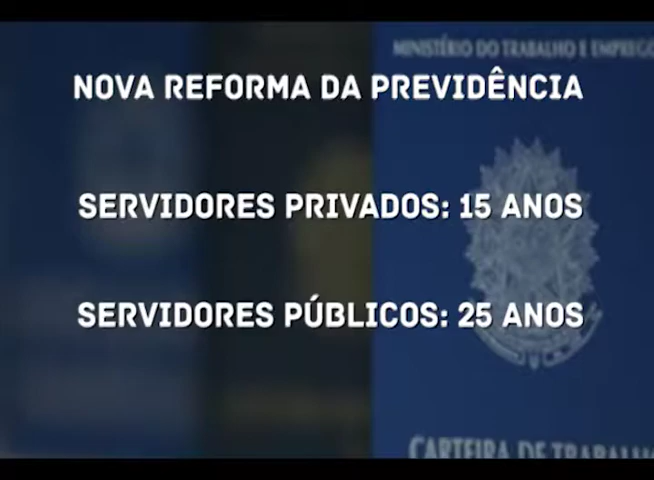 MINISTÉRIO DO TRABALHO E EMPREGO
NOVA REFORMA DA PREVIDÊNCIA
SERVIDORES PRIVADOS: 15 ANOS
SERVIDORES PÚBLICOS: 25 ANOS
CARTEIRA DE TRABALHO